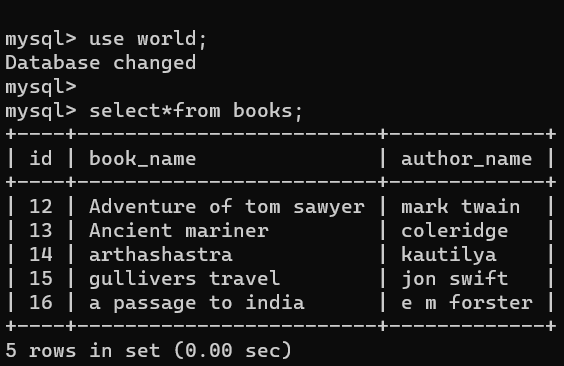 mysql> use world;
Database changed
mysql>
mysql> select*from books;
+----+-------------------------+-------------+
| id | book_name               | author_name |
+----+-------------------------+-------------+
| 12 | Adventure of tom sawyer | mark twain  |
| 13 | Ancient mariner         | coleridge   |
| 14 | arthashastra            | kautilya    |
| 15 | gullivers travel        | jon swift   |
| 16 | a passage to india      | e m forster |
+----+-------------------------+-------------+
5 rows in set (0.00 sec)